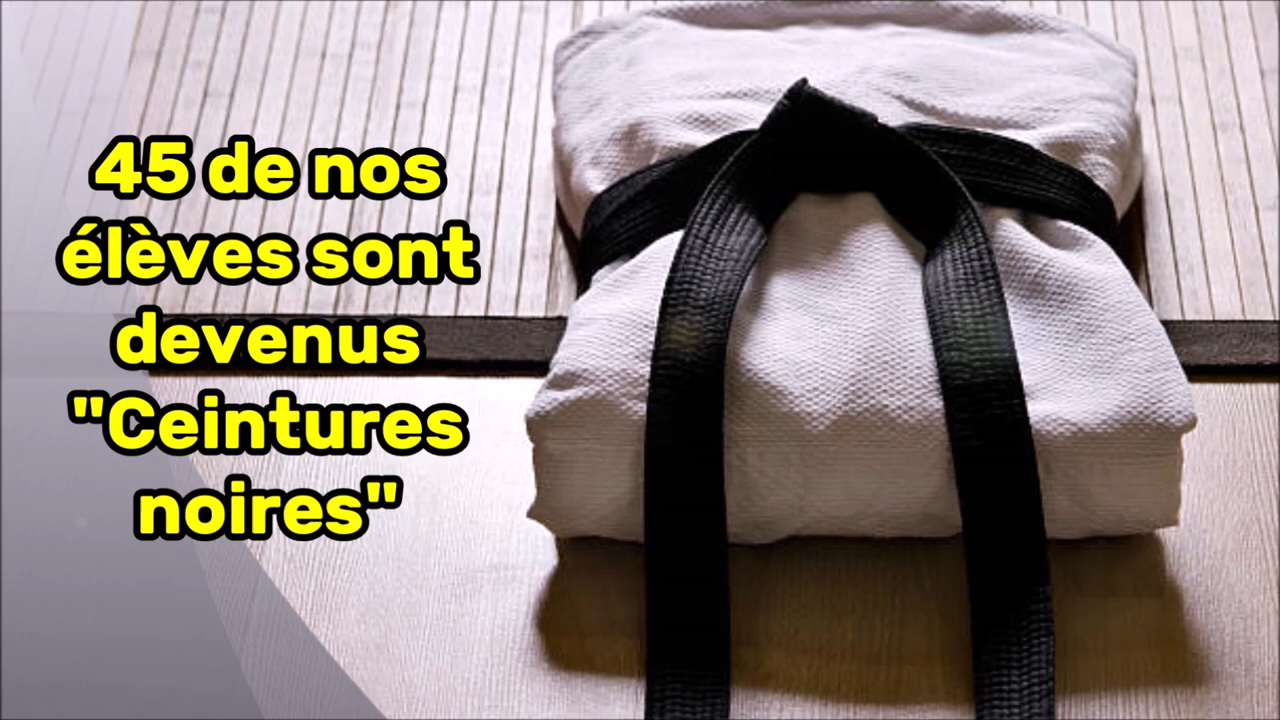 45 de nos
élèves sont
devenus
"Ceintures
noires"